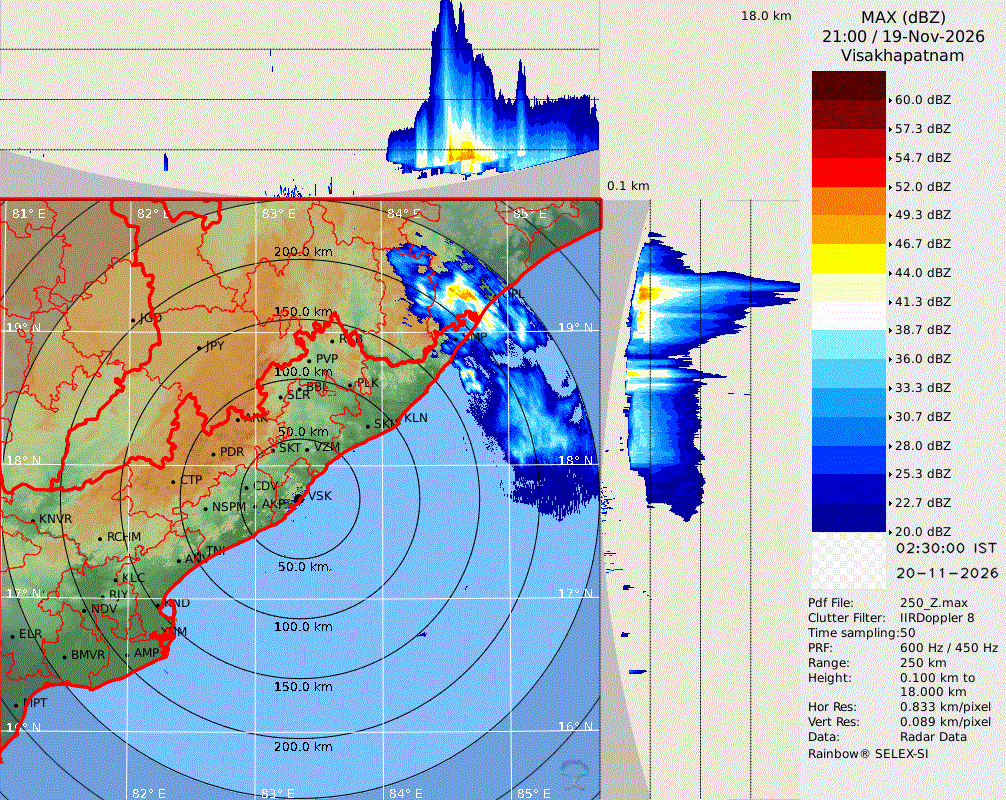 18.0 km
0.1 km
MAX (dBZ)
21:00 / 19-Nov-2026
Visakhapatnam
60.0 dBZ
57.3 dBZ
54.7 dBZ
52.0 dBZ
49.3 dBZ
46.7 dBZ
44.0 dBZ
41.3 dBZ
38.7 dBZ
36.0 dBZ
33.3 dBZ
30.7 dBZ
28.0 dBZ
25.3 dBZ
22.7 dBZ
20.0 dBZ
02:30:00 IST
20-11-2026
Pdf File: 250_Z.max
Clutter Filter: IIRDoppler 8
Time sampling:50
PRF: 600 Hz / 450 Hz
Range: 250 km
Height: 0.100 km to
18.000 km
Hor Res: 0.833 km/pixel
Vert Res: 0.089 km/pixel
Data: Radar Data
Rainbow® SELEX-SI
81° E 82° E 83° E 84° E 85° E
200.0 km
150.0 km
JGD
19° N 19° N
JPY
PVP
100.0 km
PLK
SLR
KLN
50.0 km
SKT VZM
PDR
18° N 18° N
CTP
CDV
VSK
NSPM
KNVR
RCHM
50.0 km
KLC
RJY
17° N 17° N
NDV
KND
100.0 km
ELR
YNM
BMVR AMP
150.0 km
MPT
16° N 16° N
200.0 km
82° E 83° E 84° E 85° E